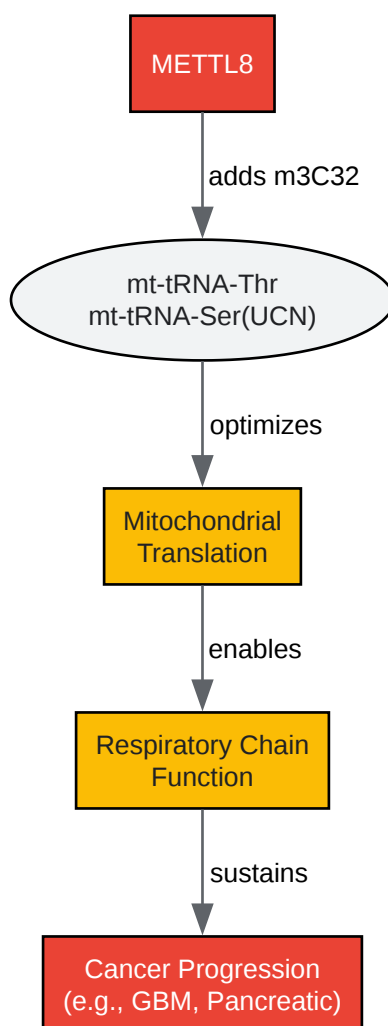 METTL8
adds m3C32
mt-tRNA-Thr
mt-tRNA-Ser(UCN)
optimizes
Mitochondrial
Translation
enables
Respiratory Chain
Function
sustains
Cancer Progression
(e.g., GBM, Pancreatic)